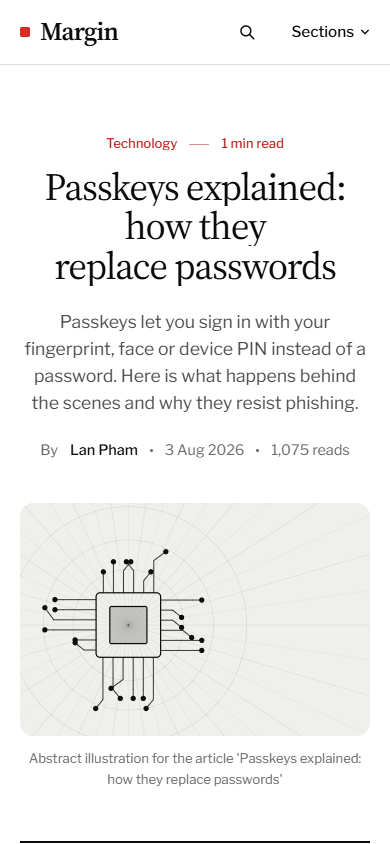 Margin
Sections
Technology — 1 min read
Passkeys explained:
how they
replace passwords
Passkeys let you sign in with your
fingerprint, face or device PIN instead of a
password. Here is what happens behind
the scenes and why they resist phishing.
By Lan Pham • 3 Aug 2026 • 1,075 reads
Abstract illustration for the article 'Passkeys explained:
how they replace passwords'